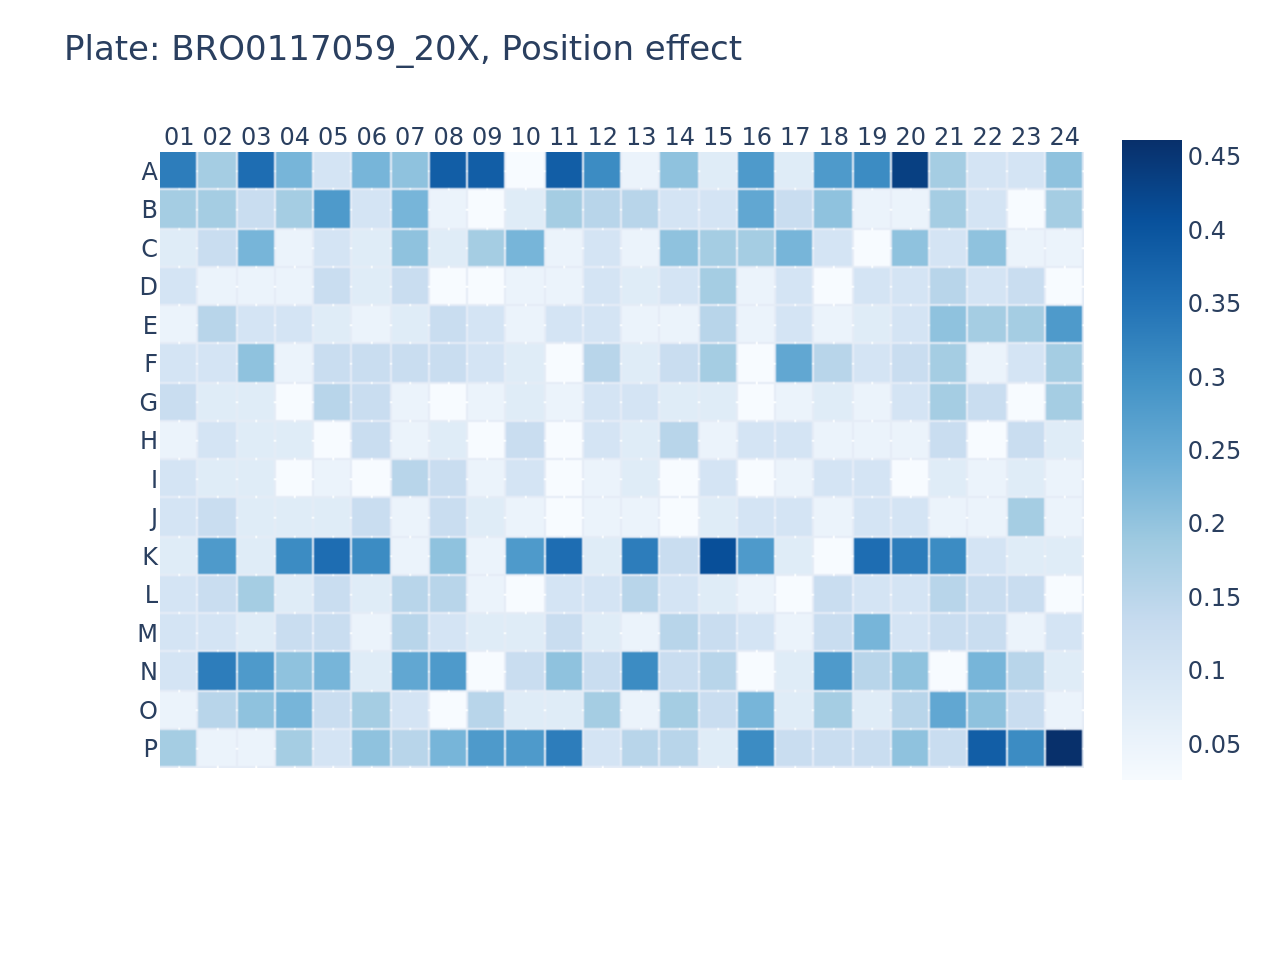 Plate: BRO0117059_20X, Position effect
01 02 03 04 05 06 07 08 09 10 11 12 13 14 15 16 17 18 19 20 21 22 23 24
A
B
C
D
E
F
G
H
I
J
K
L
M
N
O
P
0.45
0.4
0.35
0.3
0.25
0.2
0.15
0.1
0.05